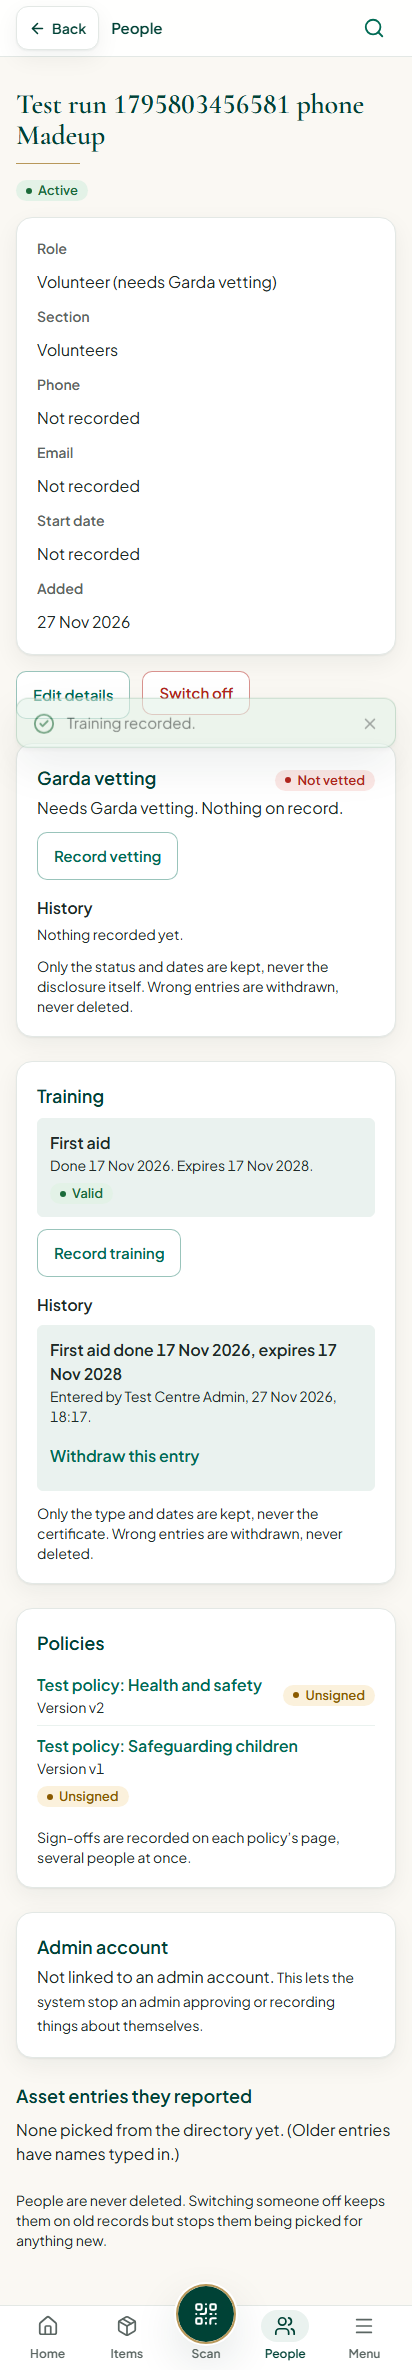 Back
People
Test run 1795803456581 phone
Madeup
Active
Role
Volunteer (needs Garda vetting)
Section
Volunteers
Phone
Not recorded
Email
Not recorded
Start date
Not recorded
Added
27 Nov 2026
Edit details
Switch off
Training recorded.
Garda vetting
Not vetted
Needs Garda vetting. Nothing on record.
Record vetting
History
Nothing recorded yet.
Only the status and dates are kept, never the
disclosure itself. Wrong entries are withdrawn,
never deleted.
Training
First aid
Done 17 Nov 2026. Expires 17 Nov 2028.
Valid
Record training
History
First aid done 17 Nov 2026, expires 17
Nov 2028
Entered by Test Centre Admin, 27 Nov 2026,
18:17.
Withdraw this entry
Only the type and dates are kept, never the
certificate. Wrong entries are withdrawn, never
deleted.
Policies
Test policy: Health and safety
Unsigned
Version v2
Test policy: Safeguarding children
Version v1
Unsigned
Sign-offs are recorded on each policy's page,
several people at once.
Admin account
Not linked to an admin account. This lets the
system stop an admin approving or recording
things about themselves.
Asset entries they reported
None picked from the directory yet. (Older entries
have names typed in.)
People are never deleted. Switching someone off keeps
them on old records but stops them being picked for
anything new.
Home
Items
Scan
People
Menu